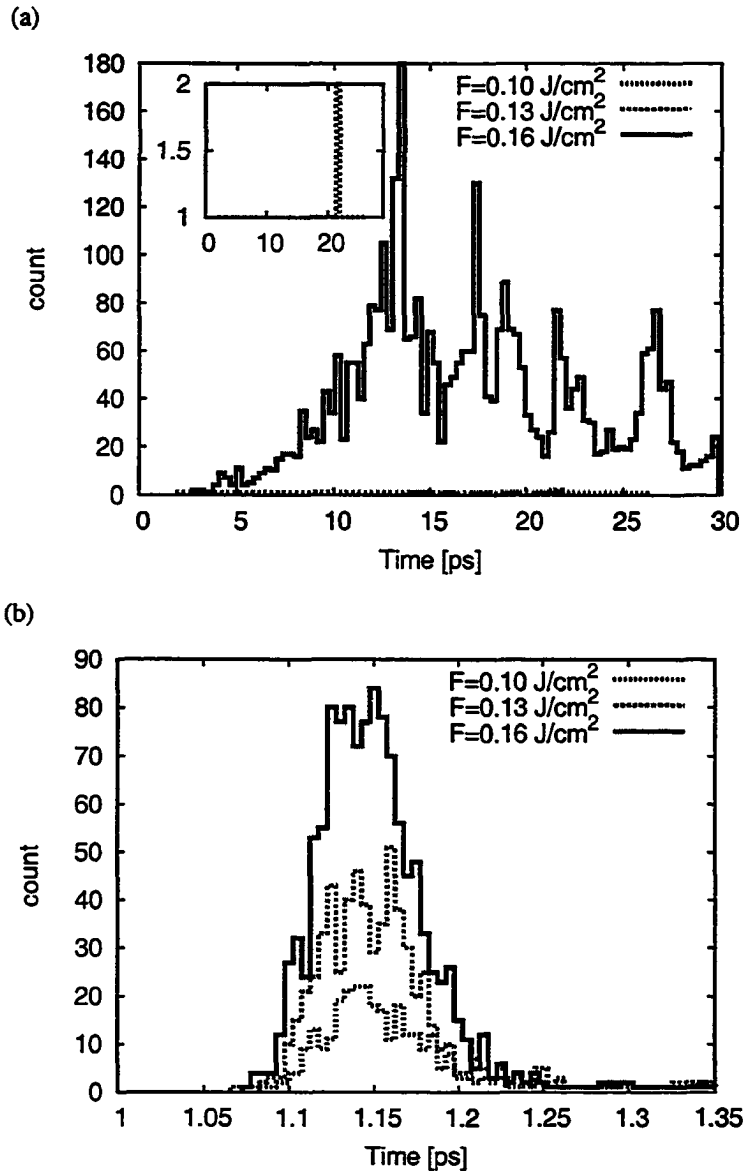 (a)
180
160
140
120
100
80
60
40
20
0
count
2
1.5
1
0 10 20
F=0.10 J/cm²
F=0.13 J/cm²
F=0.16 J/cm²
0 5 10 15 20 25 30
Time [ps]
(b)
90
80
70
60
50
40
30
20
10
0
count
F=0.10 J/cm²
F=0.13 J/cm²
F=0.16 J/cm²
1 1.05 1.1 1.15 1.2 1.25 1.3 1.35
Time [ps]